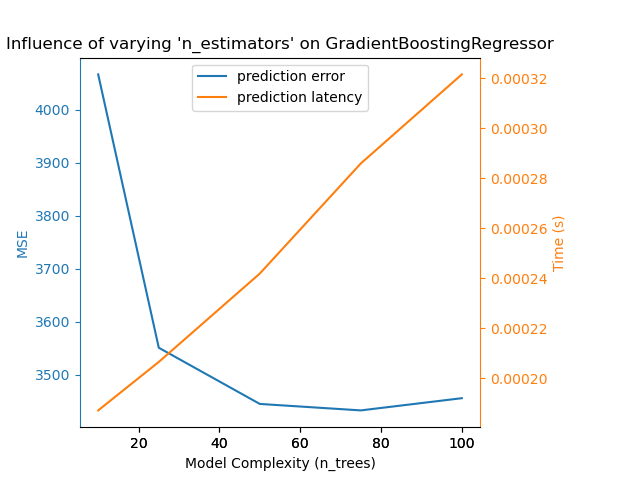 Influence of varying 'n_estimators' on GradientBoostingRegressor
prediction error
prediction latency
MSE
4000
3900
3800
3700
3600
3500
0.00032
0.00030
0.00028
0.00026
0.00024
0.00022
0.00020
Time (s)
20 40 60 80 100
Model Complexity (n_trees)